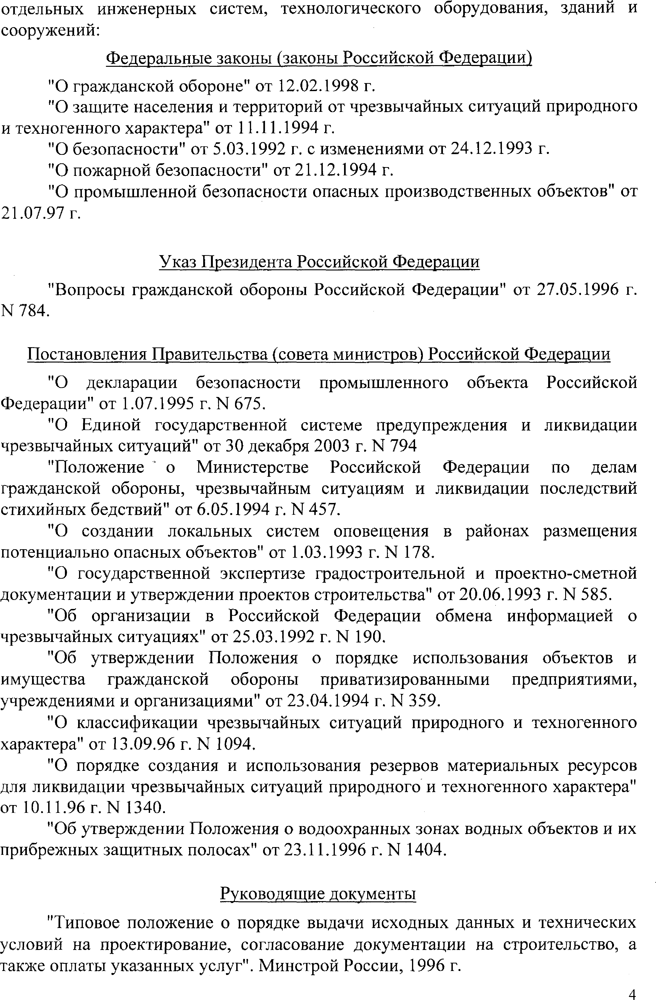 отдельных инженерных систем, технологического оборудования, зданий и
сооружений:
Федеральные законы (законы Российской Федерации)
"О гражданской обороне" от 12.02.1998 г.
"О защите населения и территорий от чрезвычайных ситуаций природного
и техногенного характера" от 11.11.1994 г.
"О безопасности" от 5.03.1992 г. с изменениями от 24.12.1993 г.
"О пожарной безопасности" от 21.12.1994 г.
"О промышленной безопасности опасных производственных объектов" от
21.07.97 г.
Указ Президента Российской Федерации
"Вопросы гражданской обороны Российской Федерации" от 27.05.1996 г.
N 784.
Постановления Правительства (совета министров) Российской Федерации
"О декларации безопасности промышленного объекта Российской
Федерации" от 1.07.1995 г. N 675.
"О Единой государственной системе предупреждения и ликвидации
чрезвычайных ситуаций" от 30 декабря 2003 г. N 794
"Положение о Министерстве Российской Федерации по делам
гражданской обороны, чрезвычайным ситуациям и ликвидации последствий
стихийных бедствий" от 6.05.1994 г. N 457.
"О создании локальных систем оповещения в районах размещения
потенциально опасных объектов" от 1.03.1993 г. N 178.
"О государственной экспертизе градостроительной и проектно-сметной
документации и утверждении проектов строительства" от 20.06.1993 г. N 585.
"Об организации в Российской Федерации обмена информацией о
чрезвычайных ситуациях" от 25.03.1992 г. N 190.
"Об утверждении Положения о порядке использования объектов и
имущества гражданской обороны приватизированными предприятиями,
учреждениями и организациями" от 23.04.1994 г. N 359.
"О классификации чрезвычайных ситуаций природного и техногенного
характера" от 13.09.96 г. N 1094.
"О порядке создания и использования резервов материальных ресурсов
для ликвидации чрезвычайных ситуаций природного и техногенного характера"
от 10.11.96 г. N 1340.
"Об утверждении Положения о водоохранных зонах водных объектов и их
прибрежных защитных полосах" от 23.11.1996 г. N 1404.
Руководящие документы
"Типовое положение о порядке выдачи исходных данных и технических
условий на проектирование, согласование документации на строительство, а
также оплаты указанных услуг". Минстрой России, 1996 г.
4